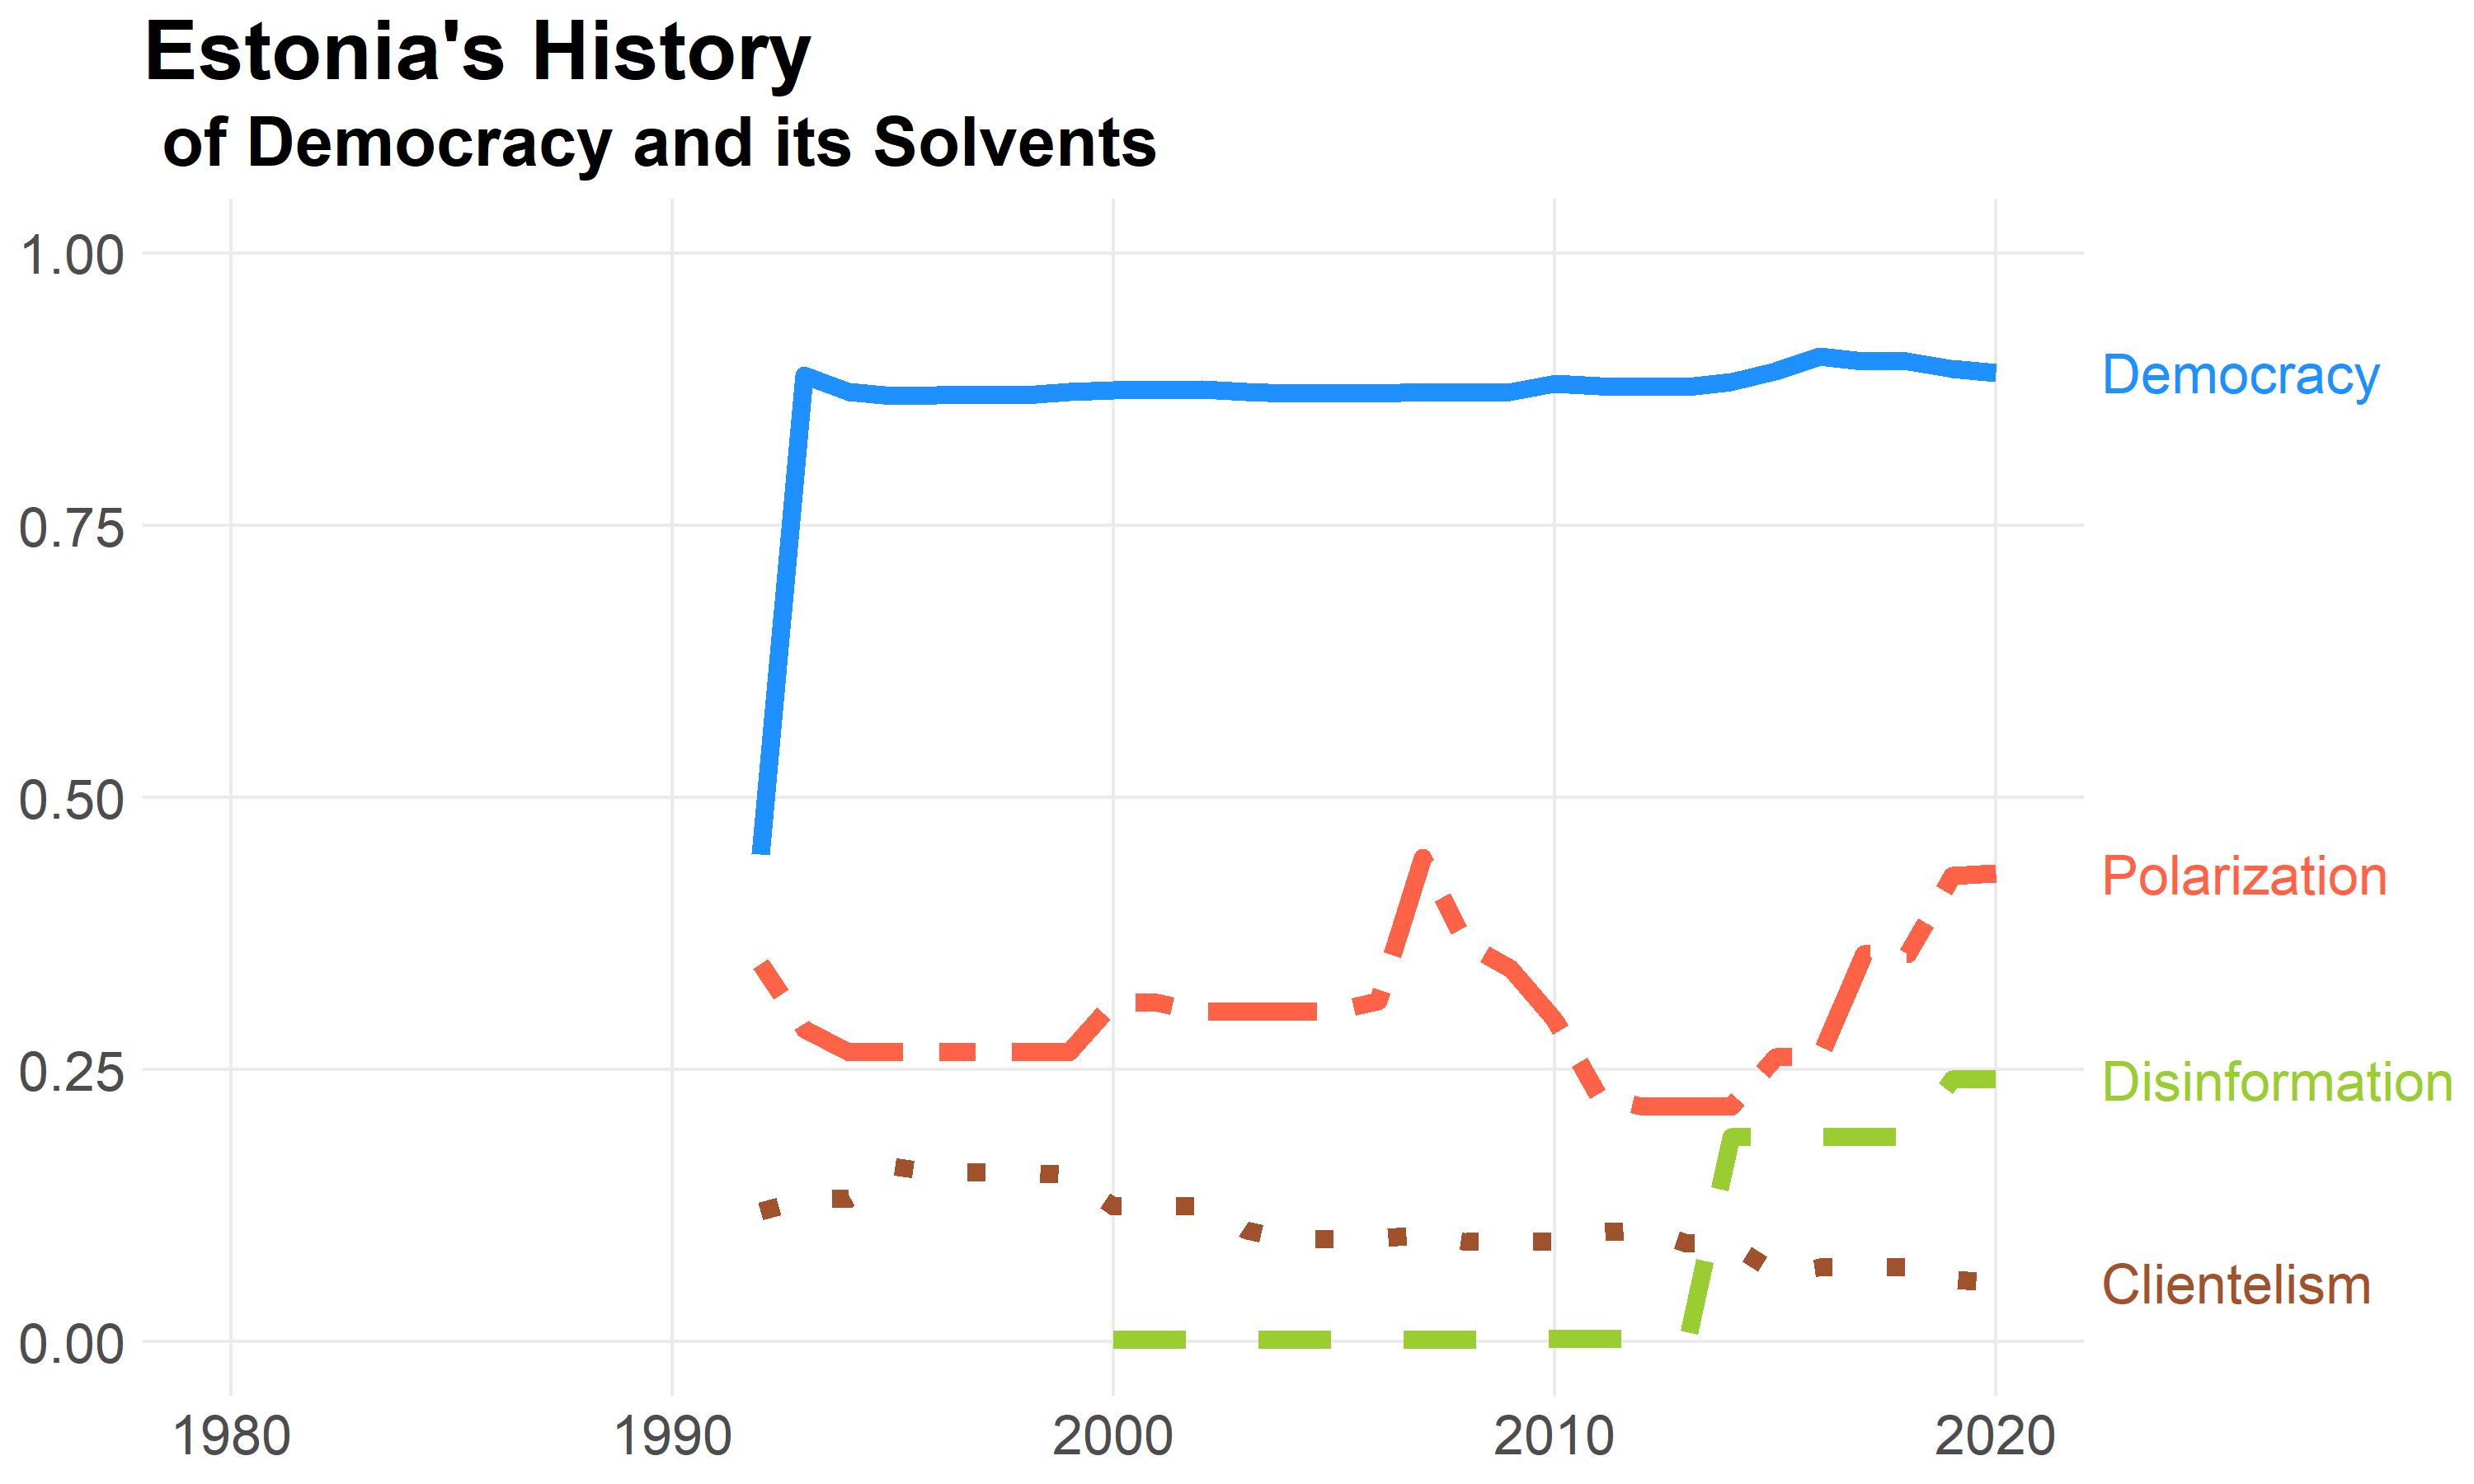 Estonia's History
of Democracy and its Solvents
1.00
0.75
0.50
0.25
0.00
1980 1990 2000 2010 2020
Democracy
Polarization
Disinformation
Clientelism